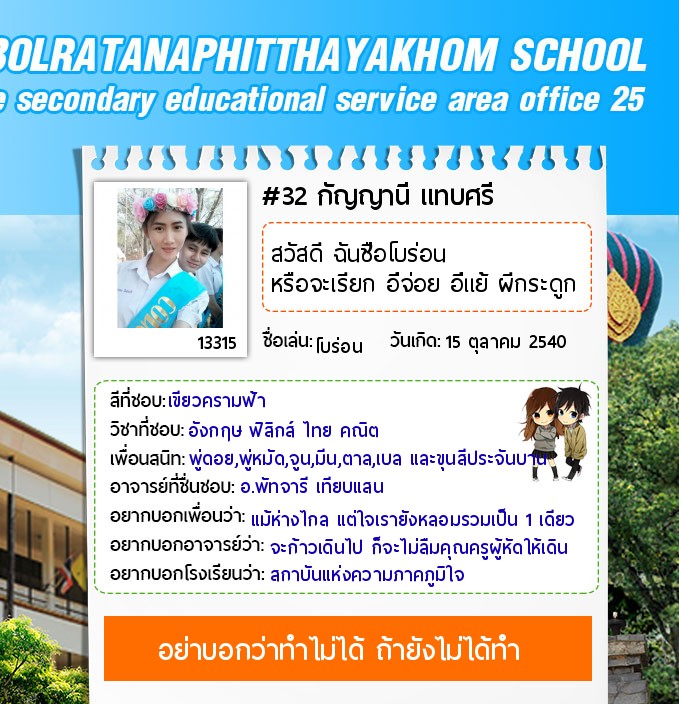 BOLRATANAPHITTHAYAKHOM SCHOOL
e secondary educational service area office 25
#32 กัญญานี แทบศรี
สวัสดี ฉันชื่อโบร่อน
หรือจะเรียก อีจ่อย อีแย้ ผีกระดูก
13315
ชื่อเล่น: โบร่อน วันเกิด: 15 ตุลาคม 2540
สีที่ชอบ: เขียวครามฟ้า
วิชาที่ชอบ: อังกฤษ ฟิสิกส์ ไทย คณิต
เพื่อนสนิท: พู่ดอย,พู่หมัด,จูน,มีน,ตาล,เบล และขุนสีประจันบาน
อาจารย์ที่ชื่นชอบ: อ.พัทจารี เทียบแสน
อยากบอกเพื่อนว่า: แม้ห่างไกล แต่ใจเรายังหลอมรวมเป็น 1 เดียว
อยากบอกอาจารย์ว่า: จะก้าวเดินไป ก็จะไม่ลืมคุณครูผู้หัดให้เดิน
อยากบอกโรงเรียนว่า: สถาบันแห่งความภาคภูมิใจ
อย่าบอกว่าทำไม่ได้ ถ้ายังไม่ได้ทำ